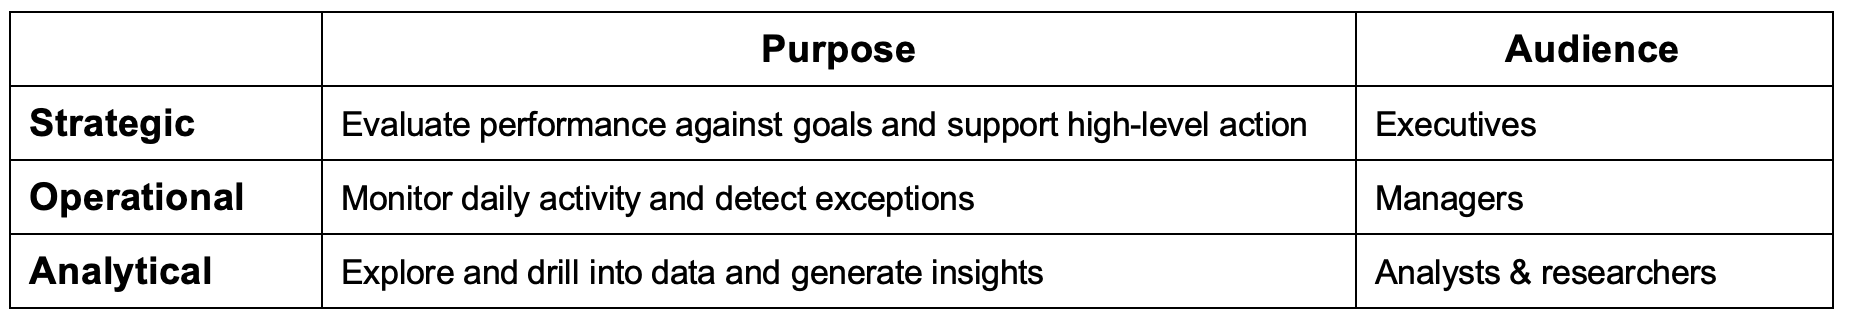 Purpose Audience
Strategic Evaluate performance against goals and support high-level action Executives
Operational Monitor daily activity and detect exceptions Managers
Analytical Explore and drill into data and generate insights Analysts & researchers